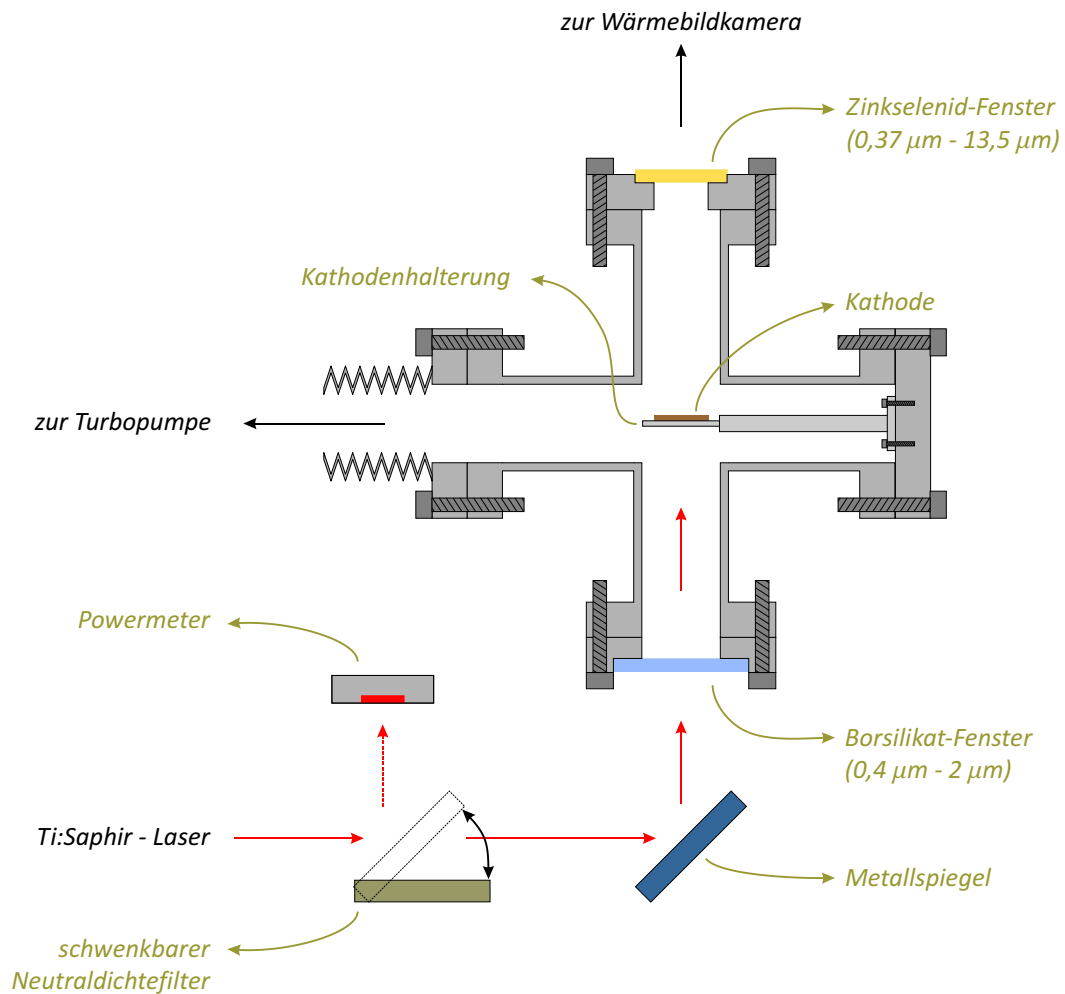 zur Wärmebildkamera
Zinkselenid-Fenster
(0,37 µm - 13,5 µm)
Kathodenhalterung
Kathode
zur Turbopumpe
Powermeter
Borsilikat-Fenster
(0,4 µm - 2 µm)
Ti:Saphir - Laser
Metallspiegel
schwenkbarer
Neutraldichtefilter